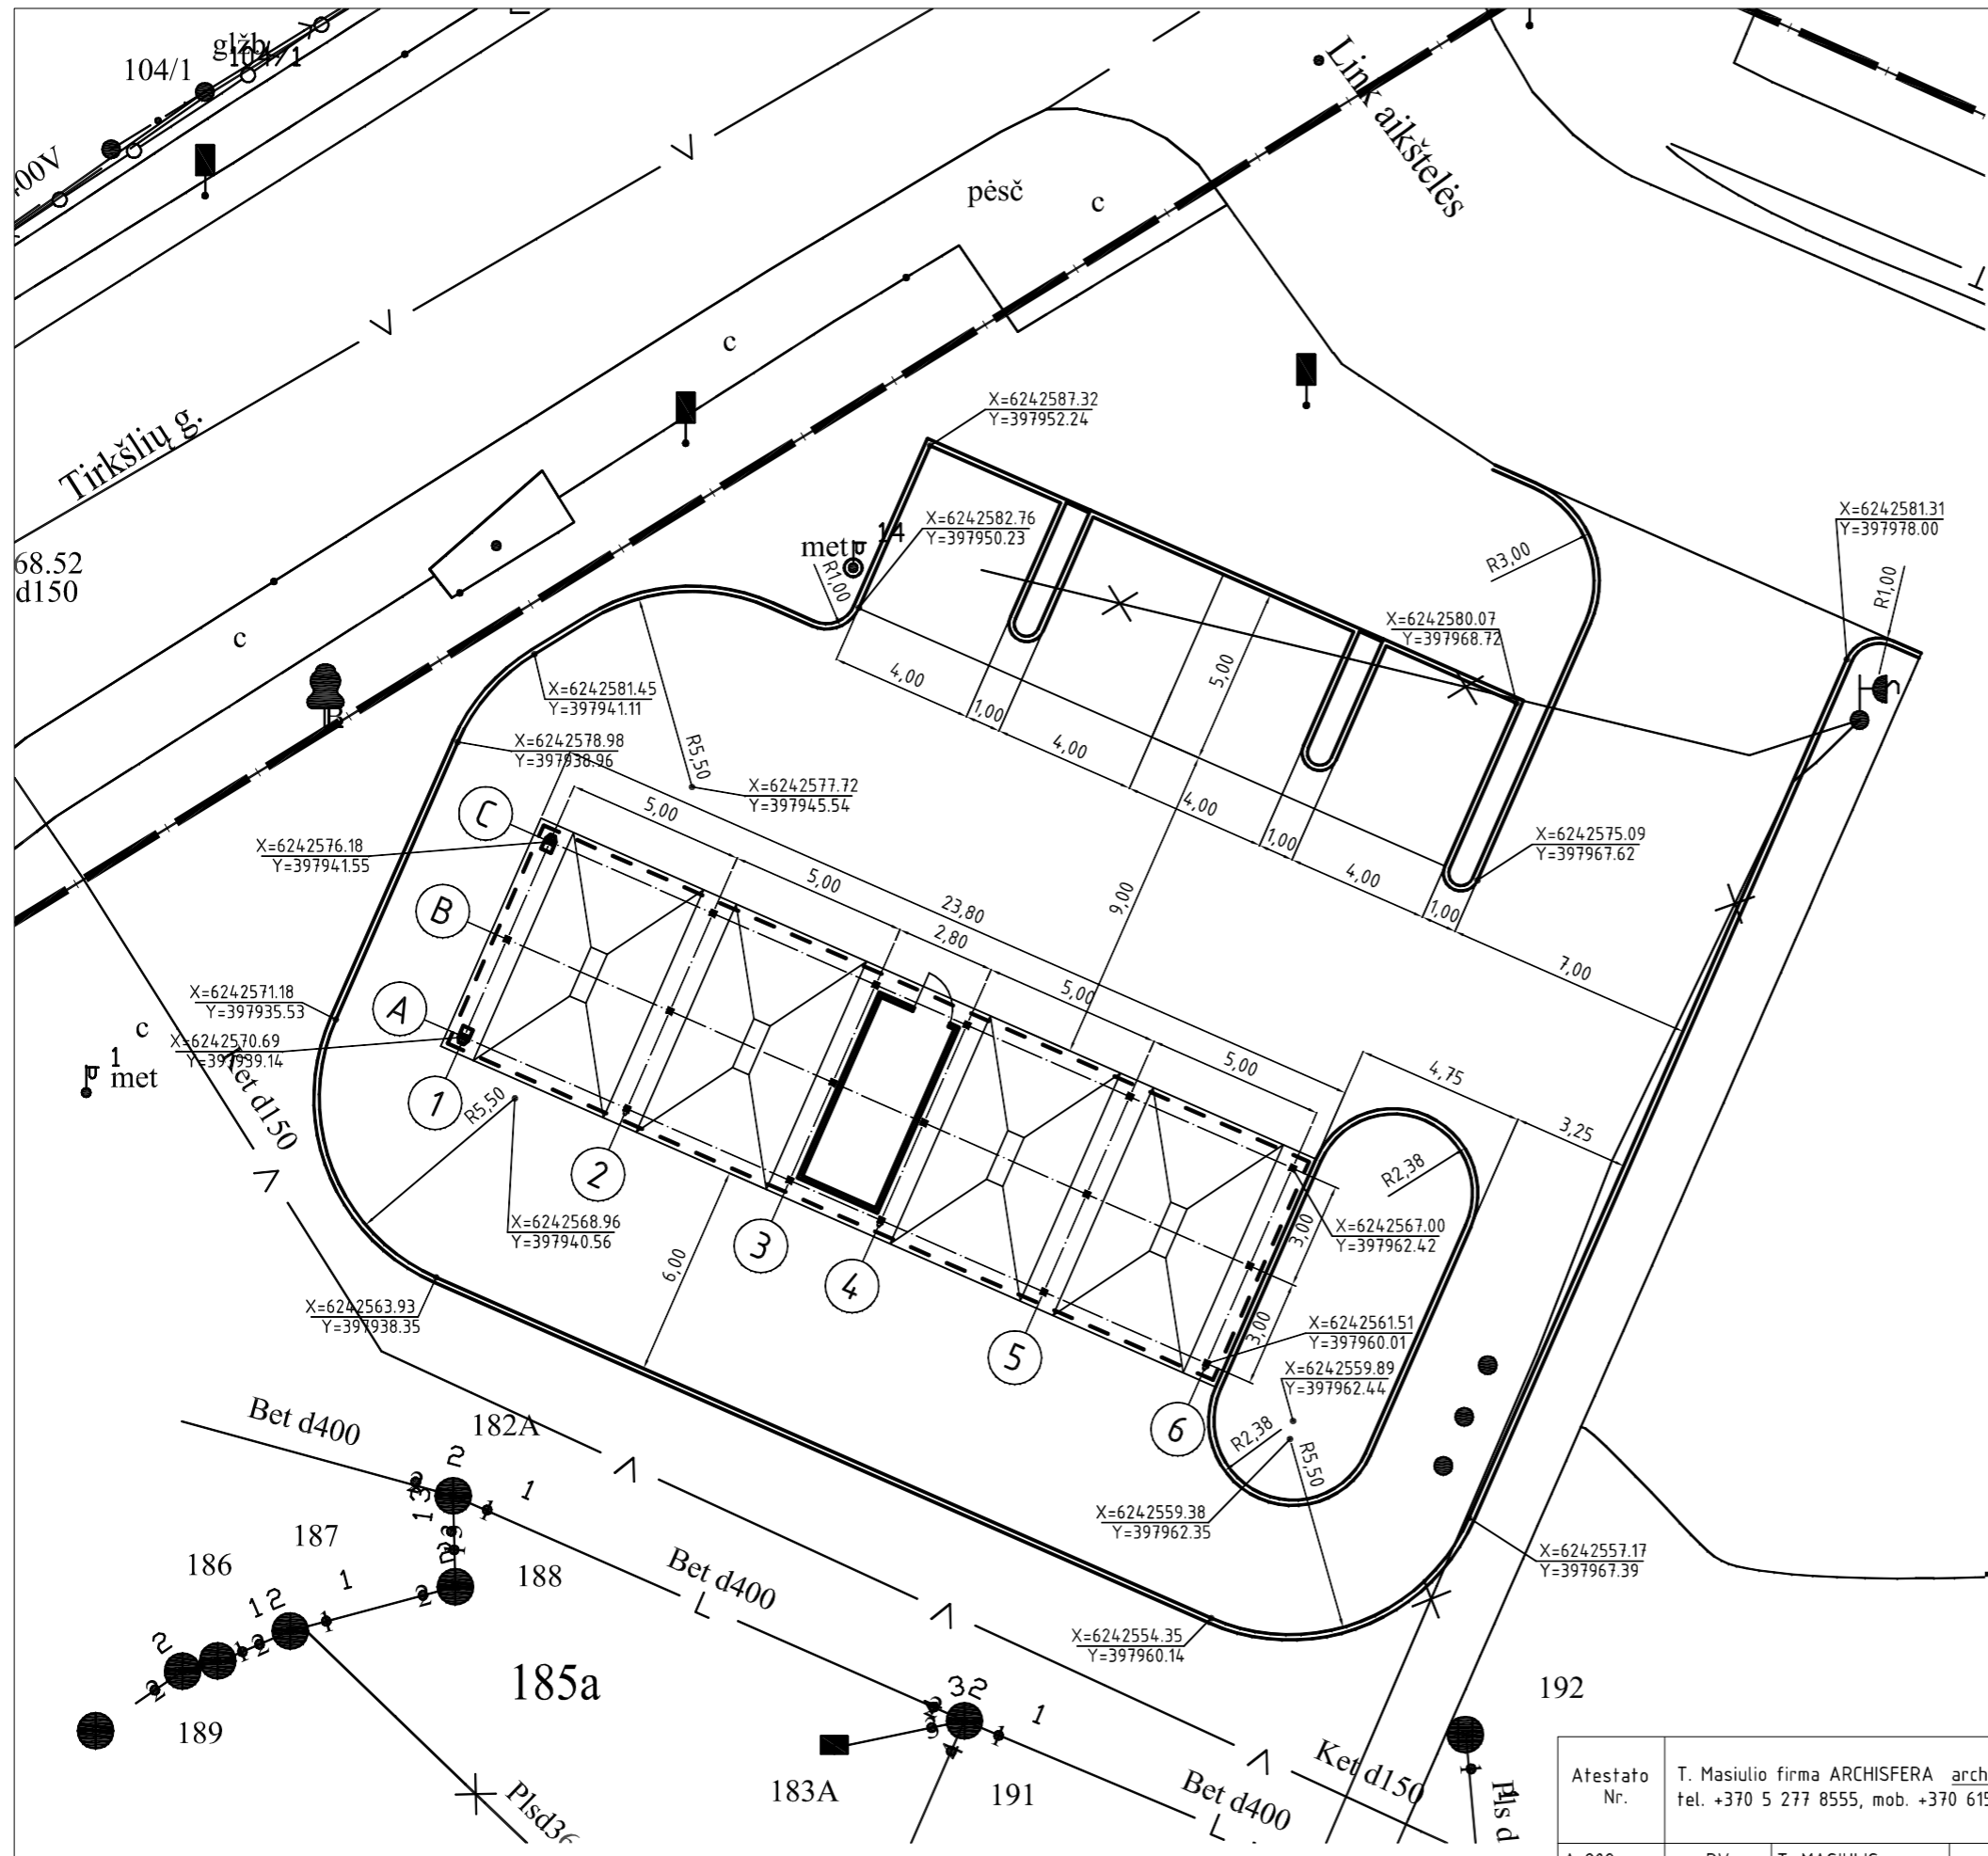 glžb
104/1
104/1
400V
V
Link aikštelės
pėsč
c
V
c
Tirkšlių g.
X=6242587.32
Y=397952.24
68.52
d150
met
14
R1,00
X=6242582.76
Y=397950.23
R3,00
X=6242581.31
Y=397978.00
R1,00
c
X=6242580.07
Y=397968.72
X=6242581.45
Y=397941.11
4,00
1,00
4,00
5,00
4,00
1,00
4,00
1,00
7,00
X=6242578.98
Y=397938.96
R5,50
X=6242577.72
Y=397945.54
X=6242575.09
Y=397967.62
X=6242576.18
Y=397941.55
C
5,00
5,00
23,80
2,80
9,00
B
5,00
5,00
X=6242571.18
Y=397935.53
A
c
X=6242570.69
Y=397939.14
1
met
Ket d150
1
R5,50
4,75
3,25
R2,38
2
X=6242568.96
Y=397940.56
6,00
3
4
3,00
X=6242567.00
Y=397962.42
X=6242563.93
Y=397938.35
3,00
X=6242561.51
Y=397960.01
5
X=6242559.89
Y=397962.44
6
R2,38
R5,50
Bet d400
182A
X=6242559.38
Y=397962.35
X=6242557.17
Y=397967.39
187
186
188
Bet d400
L
X=6242554.35
Y=397960.14
185a
189
192
183A
191
Plsd36
Ket d150
Bet d400
L
Pls d
Atestato
Nr.
T. Masiulio firma ARCHISFERA arch
tel. +370 5 277 8555, mob. +370 615